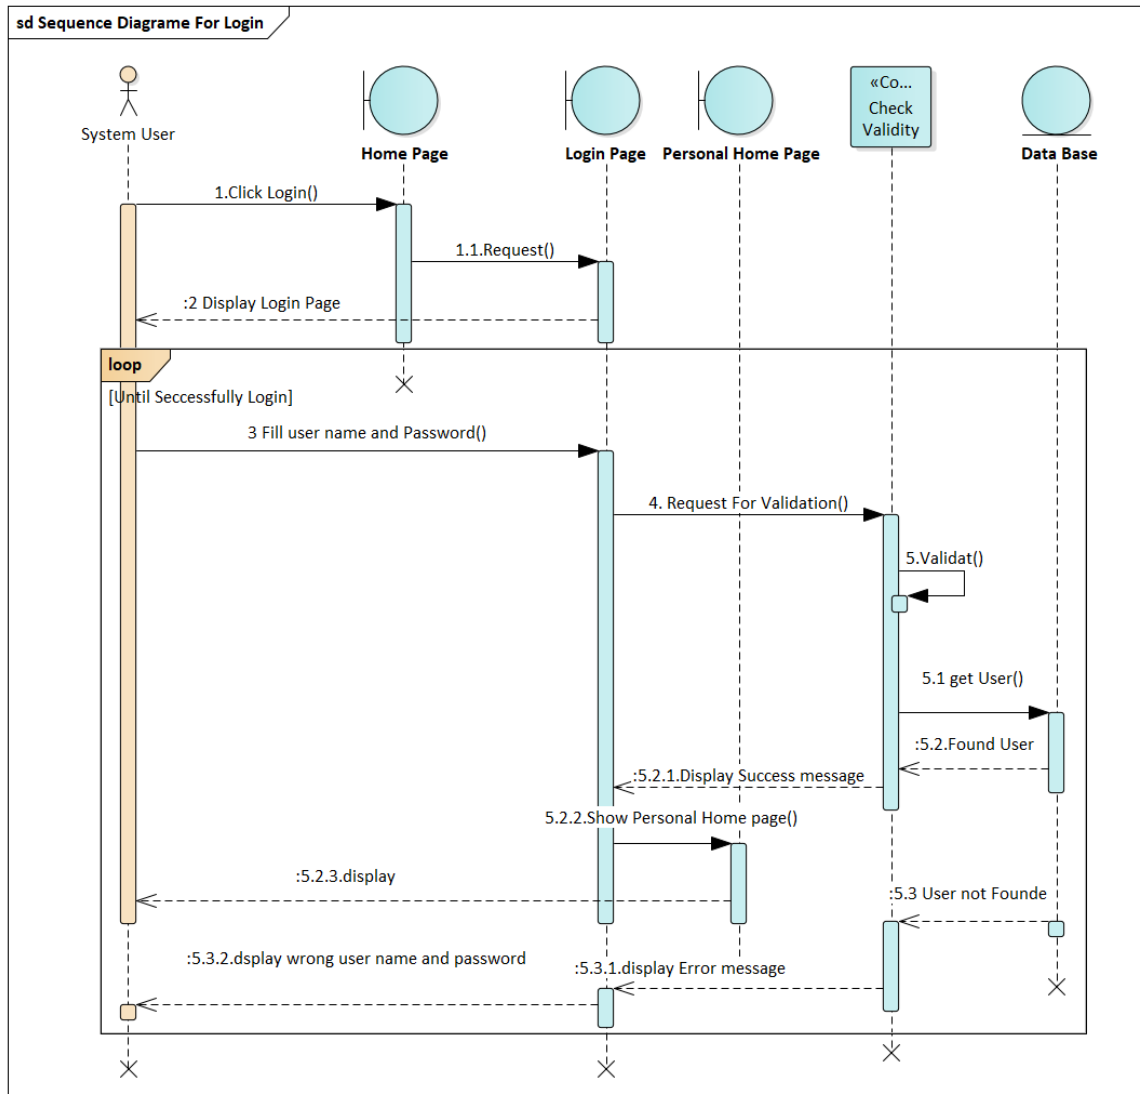 sd Sequence Diagrame For Login
System User
Home Page
Login Page
Personal Home Page
«Co...
Check
Validity
Data Base
1.Click Login()
1.1.Request()
:2 Display Login Page
loop
[Until Seccessfully Login]
3 Fill user name and Password()
4. Request For Validation()
5.Validat()
5.1 get User()
:5.2.Found User
:5.2.1.Display Success message
5.2.2.Show Personal Home page()
:5.2.3.display
:5.3 User not Founde
:5.3.2.dsplay wrong user name and password
:5.3.1.display Error message